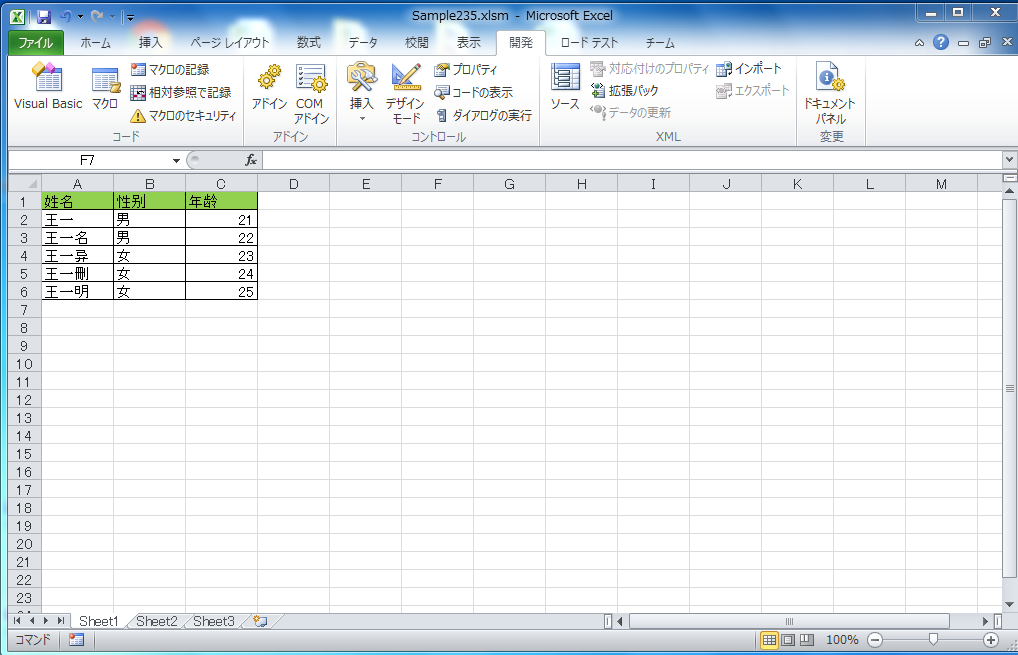 Sample235.xlsm - Microsoft Excel
ファイル ホーム 挿入 ページ レイアウト 数式 データ 校閲 表示 開発 ロード テスト チーム
Visual Basic マクロ マクロの記録 相対参照で記録 マクロのセキュリティ
コード
アドイン COM アドイン
アドイン
挿入 デザイン モード プロパティ コードの表示 ダイアログの実行
コントロール
ソース 対応付けのプロパティ 拡張パック データの更新 インポート エクスポート
XML
ドキュメント パネル
変更
F7 fx
A B C D E F G H I J K L M
1 姓名 性别 年龄
2 王一 男 21
3 王一名 男 22
4 王一异 女 23
5 王一刪 女 24
6 王一明 女 25
7
8
9
10
11
12
13
14
15
16
17
18
19
20
21
22
23
Sheet1 Sheet2 Sheet3
コマンド 100%